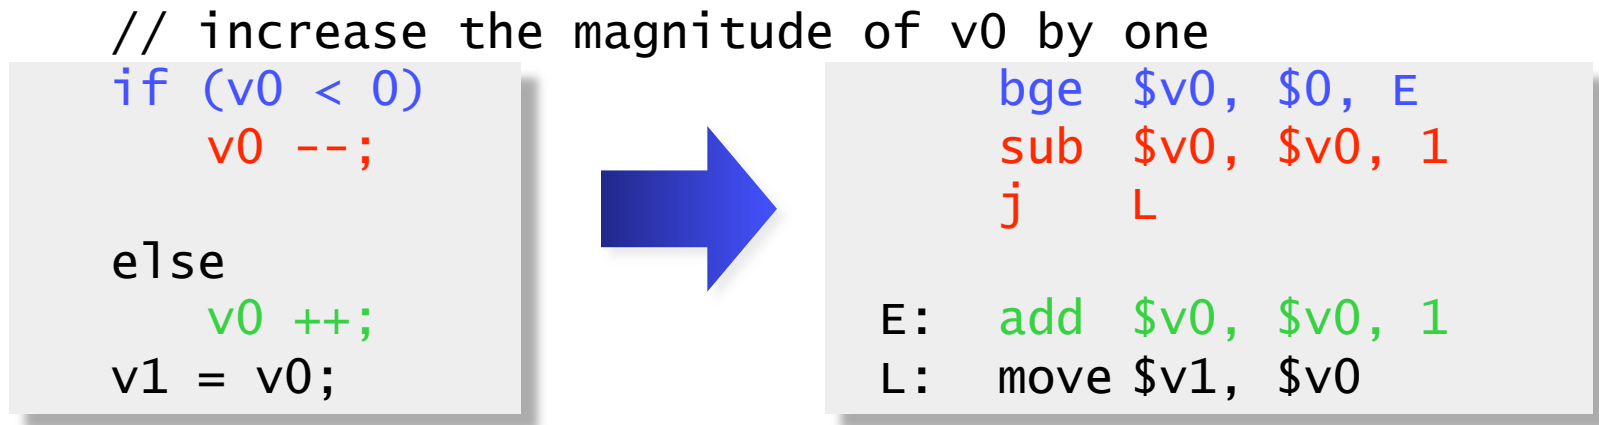 // increase the magnitude of v0 by one
if (v0 < 0)
v0 --;
else
v0 ++;
v1 = v0;
bge $v0, $0, E
sub $v0, $v0, 1
j L
E: add $v0, $v0, 1
L: move $v1, $v0